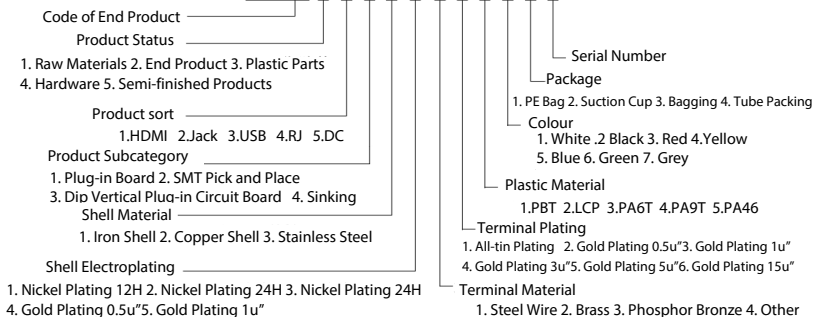 Code of End Product
Product Status
1. Raw Materials 2. End Product 3. Plastic Parts
4. Hardware 5. Semi-finished Products
Product sort
1.HDMI 2.Jack 3.USB 4.RJ 5.DC
Product Subcategory
1. Plug-in Board 2. SMT Pick and Place
3. Dip Vertical Plug-in Circuit Board 4. Sinking
Shell Material
1. Iron Shell 2. Copper Shell 3. Stainless Steel
Shell Electroplating
1. Nickel Plating 12H 2. Nickel Plating 24H 3. Nickel Plating 24H
4. Gold Plating 0.5u"5. Gold Plating 1u"
Serial Number
Package
1. PE Bag 2. Suction Cup 3. Bagging 4. Tube Packing
Colour
1. White .2 Black 3. Red 4.Yellow
5. Blue 6. Green 7. Grey
Plastic Material
1.PBT 2.LCP 3.PA6T 4.PA9T 5.PA46
Terminal Plating
1. All-tin Plating 2. Gold Plating 0.5u"3. Gold Plating 1u"
4. Gold Plating 3u"5. Gold Plating 5u"6. Gold Plating 15u"
Terminal Material
1. Steel Wire 2. Brass 3. Phosphor Bronze 4. Other